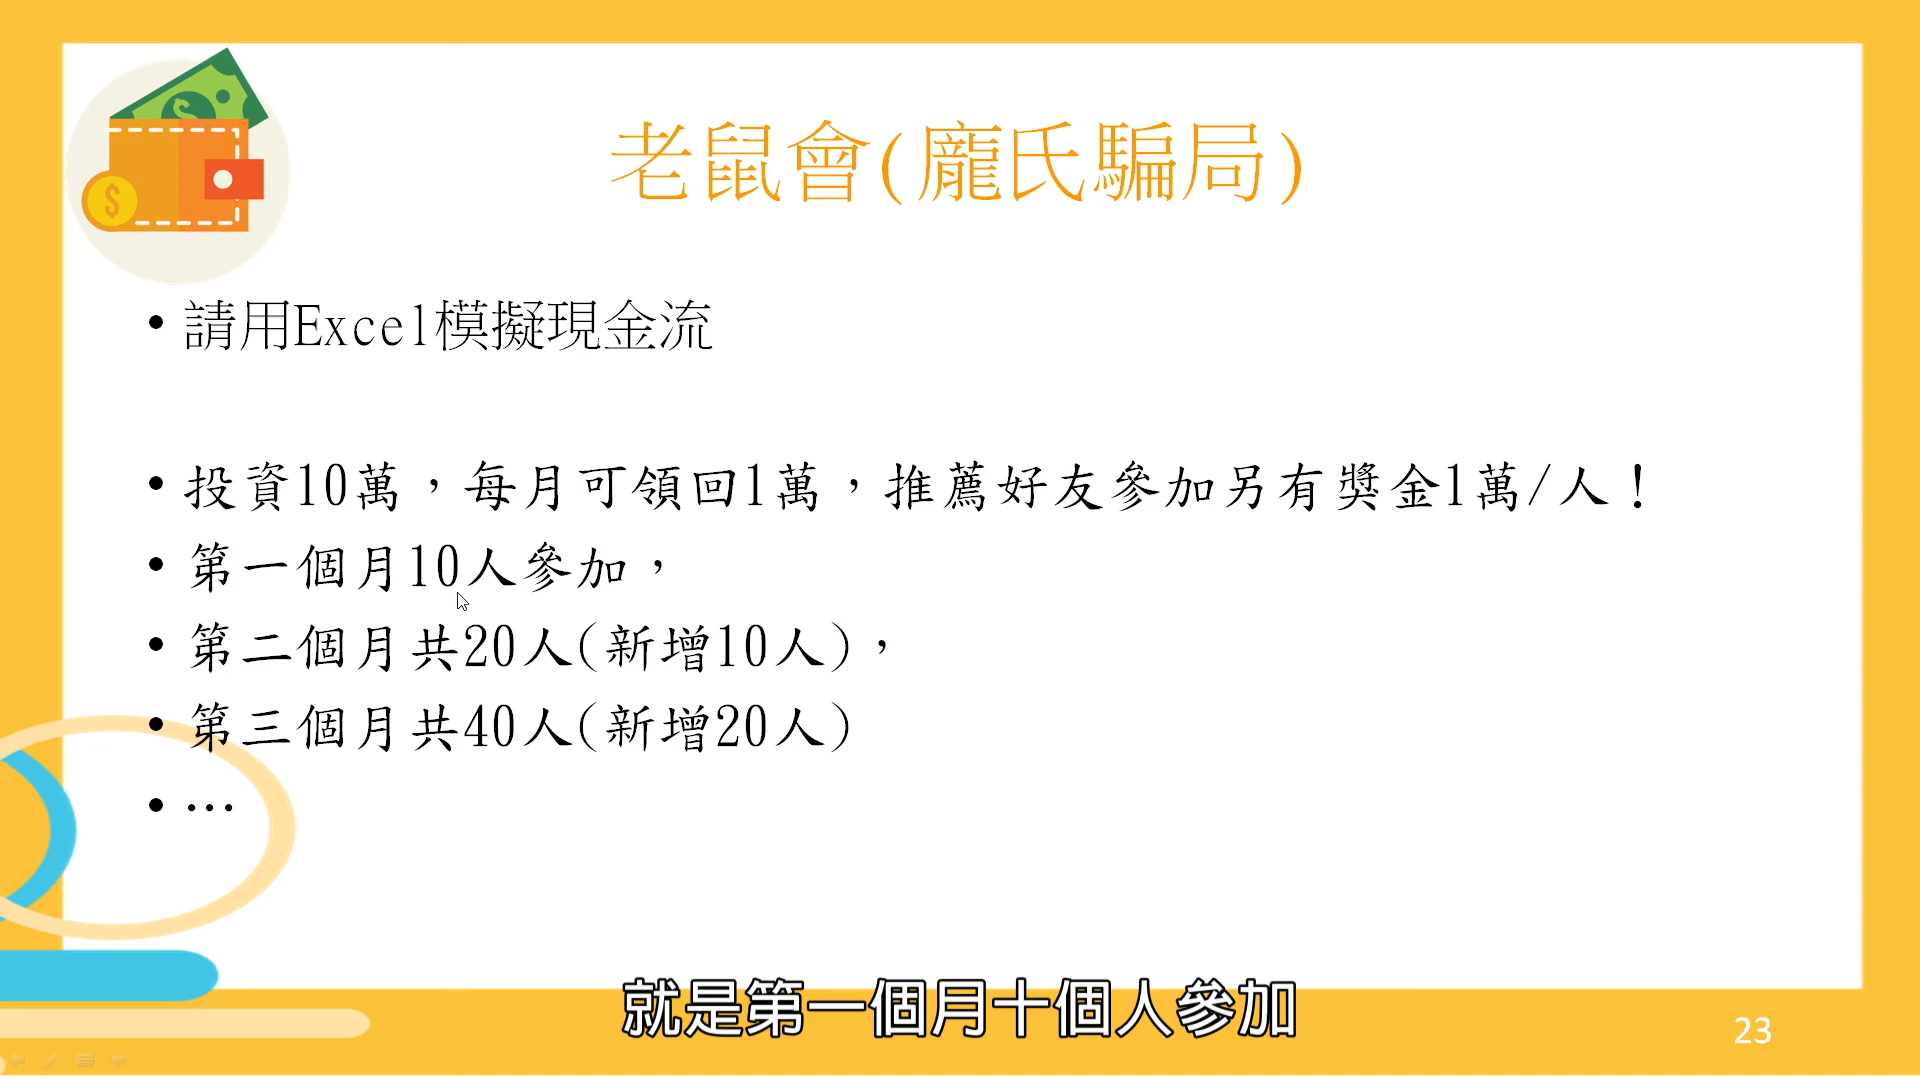 老鼠會(龐氏騙局)
• 請用Excel模擬現金流
• 投資10萬，每月可領回1萬，推薦好友參加另有獎金1萬/人！
• 第一個月10人參加，
• 第二個月共20人(新增10人)，
• 第三個月共40人(新增20人)
• …
就是第一個月十個人參加
23